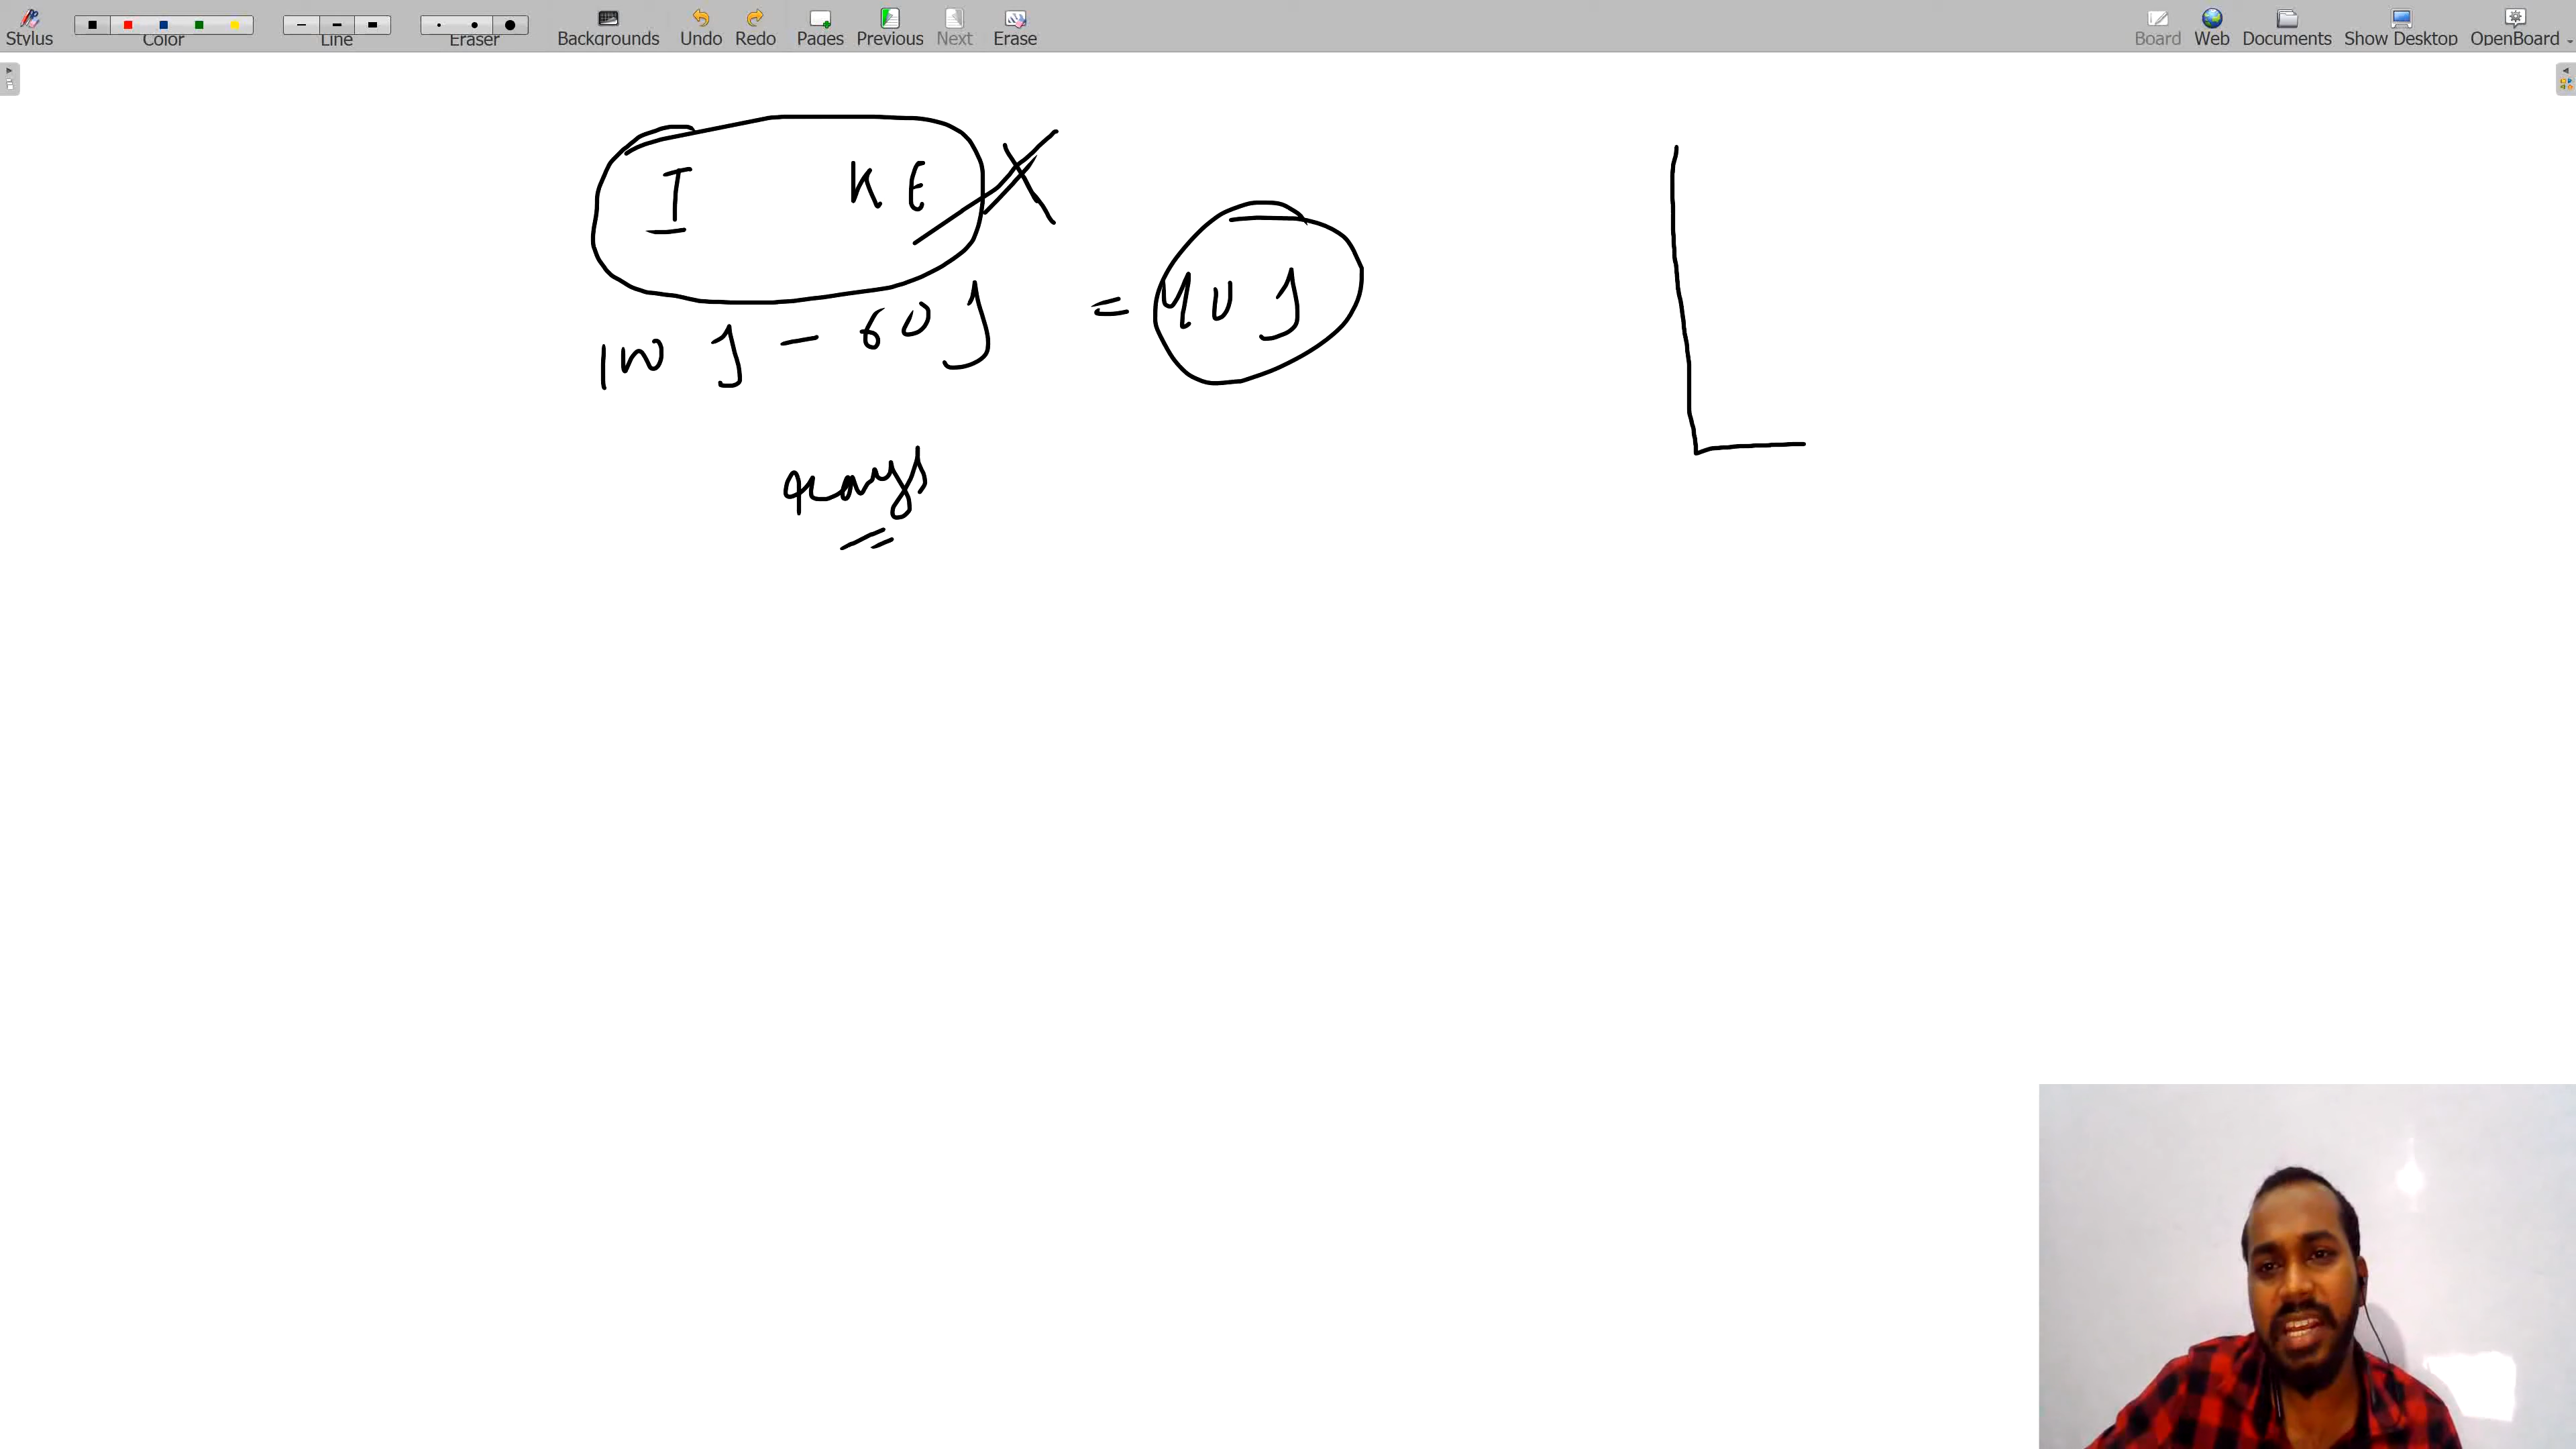 Stylus Color Line Eraser Backgrounds Undo Redo Pages Previous Next Erase Board Web Documents Show Desktop OpenBoard
I KE
100 J - 60 J = 40 J
xrays